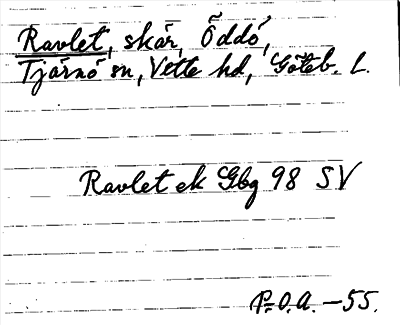 Ravlet, skär, Öddö,
Tjärnö sn, Vette hd, Göteb. L.
Ravlet ek Gbg 98 SV
P.O.A. -55.